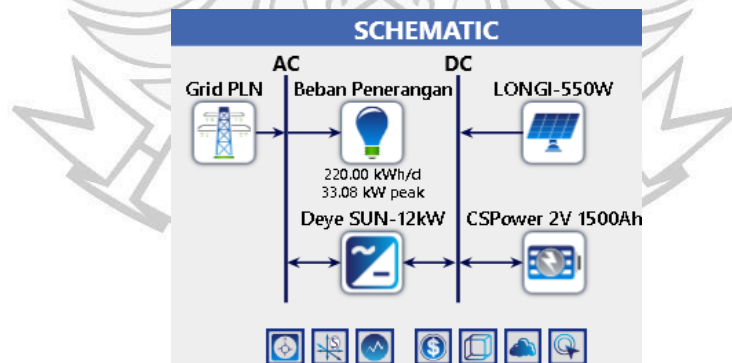 SCHEMATIC
AC DC
Grid PLN Beban Penerangan LONGI-550W
220.00 kWh/d
33.08 kW peak
Deye SUN-12kW CSPower 2V 1500Ah